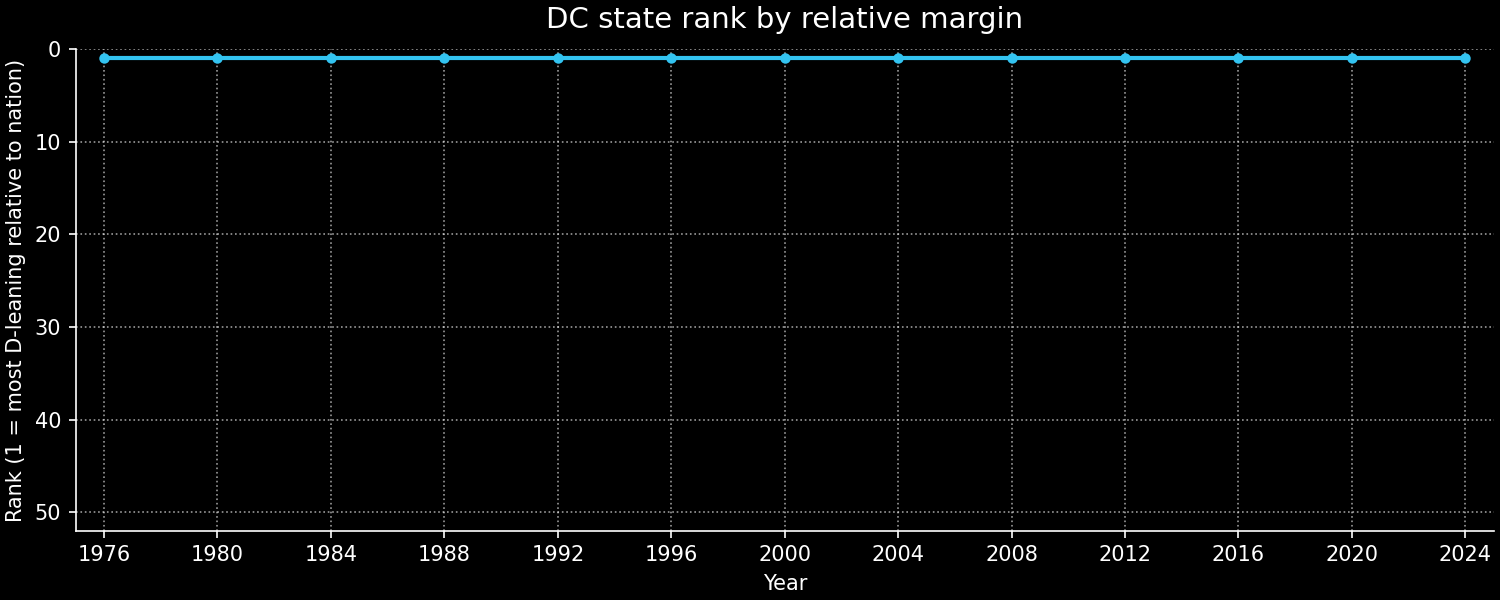 DC state rank by relative margin
Rank (1 = most D-leaning relative to nation)
0
10
20
30
40
50
1976 1980 1984 1988 1992 1996 2000 2004 2008 2012 2016 2020 2024
Year